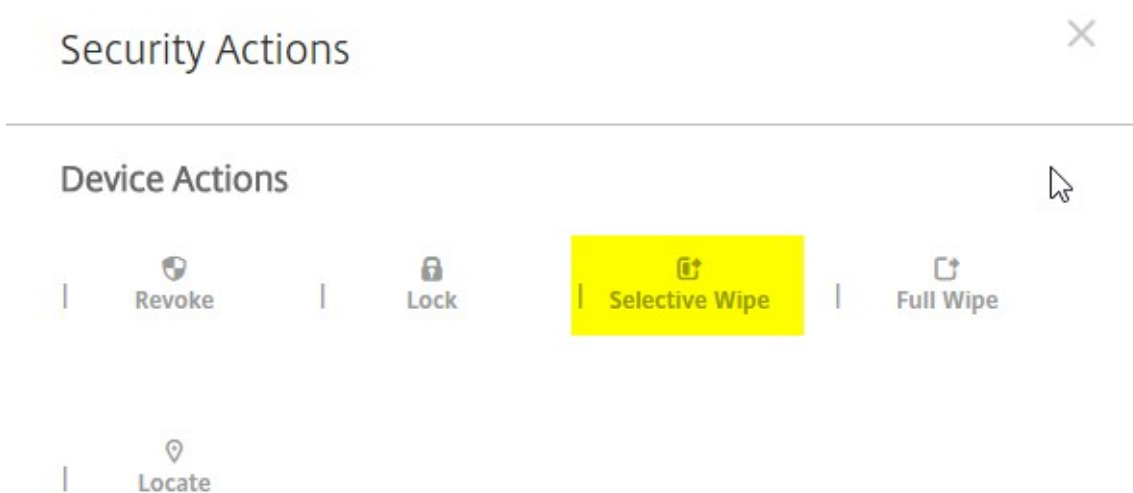 Security Actions
Device Actions
Revoke
Lock
Selective Wipe
Full Wipe
Locate